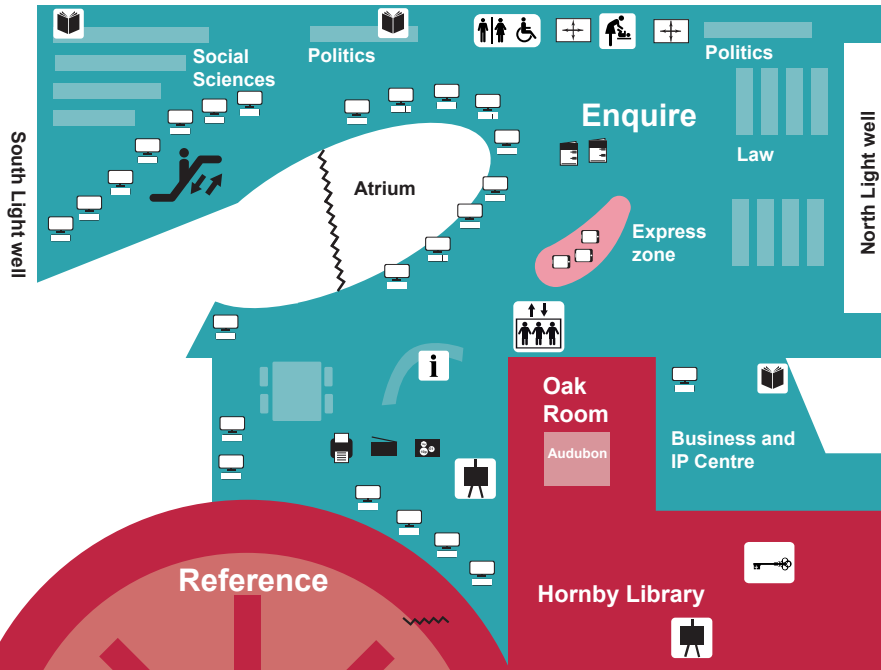 Social
Sciences
Politics
Politics
Enquire
Law
South Light well
Atrium
North Light well
Express
zone
i
Oak
Room
Audubon
Business and
IP Centre
Reference
Hornby Library